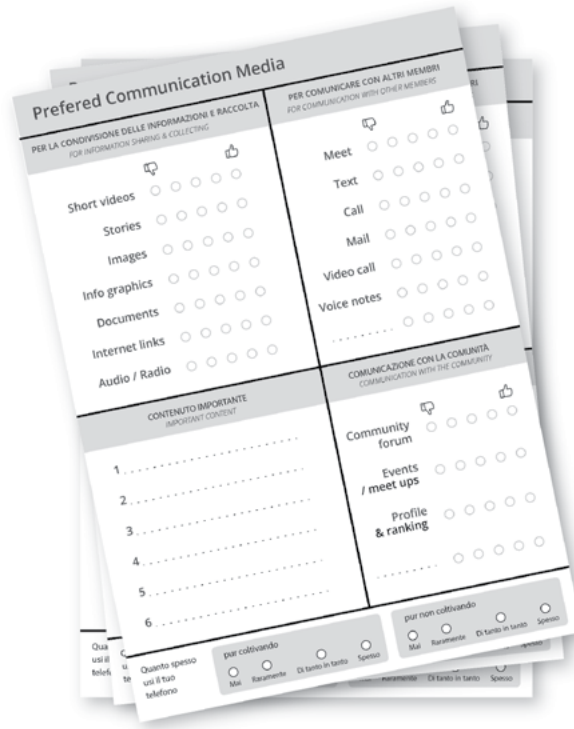 Prefered Communication Media
PER LA CONDIVISIONE DELLE INFORMAZIONI E RACCOLTA
FOR INFORMATION SHARING & COLLECTING
Short videos
Stories
Images
Info graphics
Documents
Internet links
Audio / Radio
PER COMUNICARE CON ALTRI MEMBRI
FOR COMMUNICATION WITH OTHER MEMBERS
Meet
Text
Call
Mail
Video call
Voice notes
. . . . . . . . .
CONTENUTO IMPORTANTE
IMPORTANT CONTENT
1
2
3
4
5
6
COMUNICAZIONE CON LA COMUNITÀ
COMMUNICATION WITH THE COMMUNITY
Community
forum
Events
/ meet ups
Profile
& ranking
. . . . . . . . .
Quanto spesso
usi il tuo
telefono
pur coltivando
Mai Raramente Di tanto in tanto Spesso
pur non coltivando
Mai Raramente Di tanto in tanto Spesso